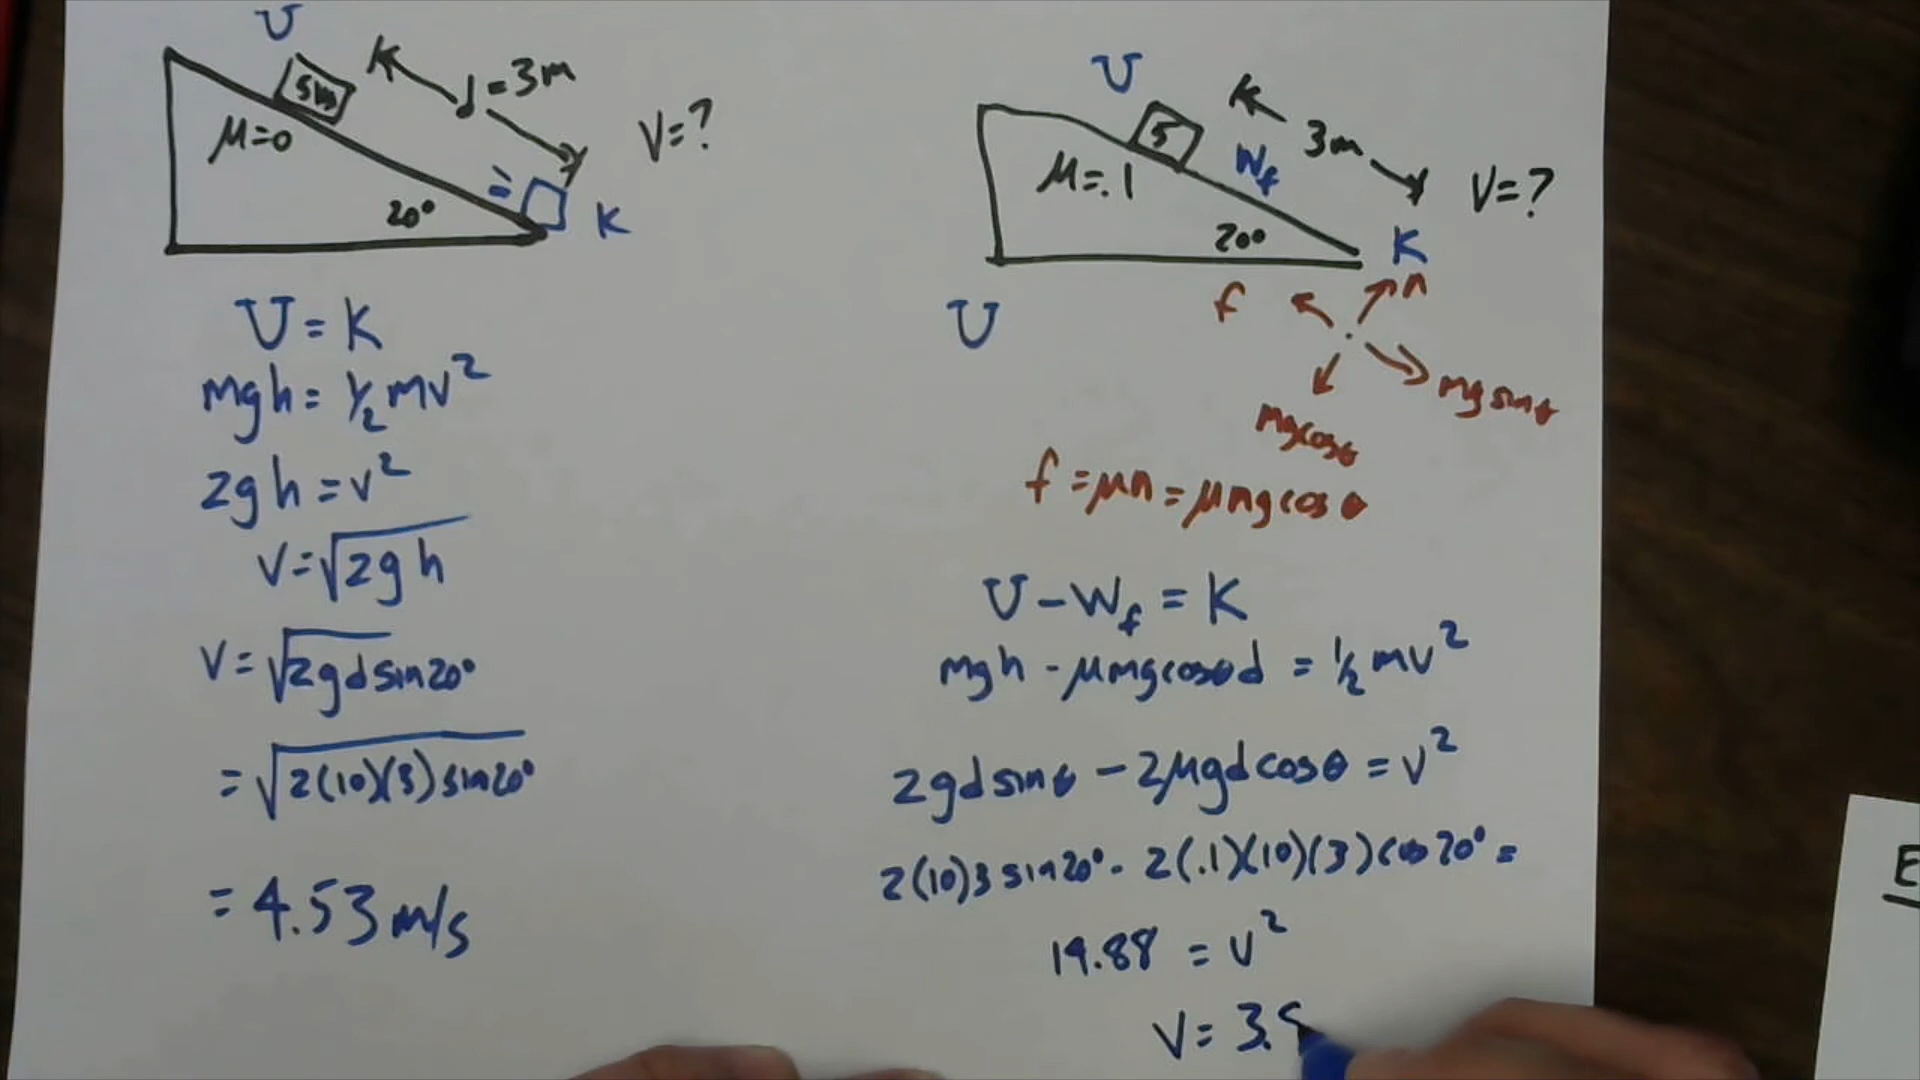 U
5kg
K
d=3m
μ=0
V=?
=
20°
K
U=K
mgh=½mv²
2gh=v²
V=√2gh
V=√2gdsin20°
=√2(10)(3)sin20°
=4.53m/s
U
5
3m
μ=.1
Wf
V=?
20°
K
f
n
U
mgsinθ
mgcosθ
f=μn=μmgcosθ
U-Wf=K
mgh-μmgcosθd=½mv²
2gdsinθ-2μgdcosθ=v²
2(10)3sin20°-2(.1)(10)(3)cos20°=
14.88=v²
V=3.
E